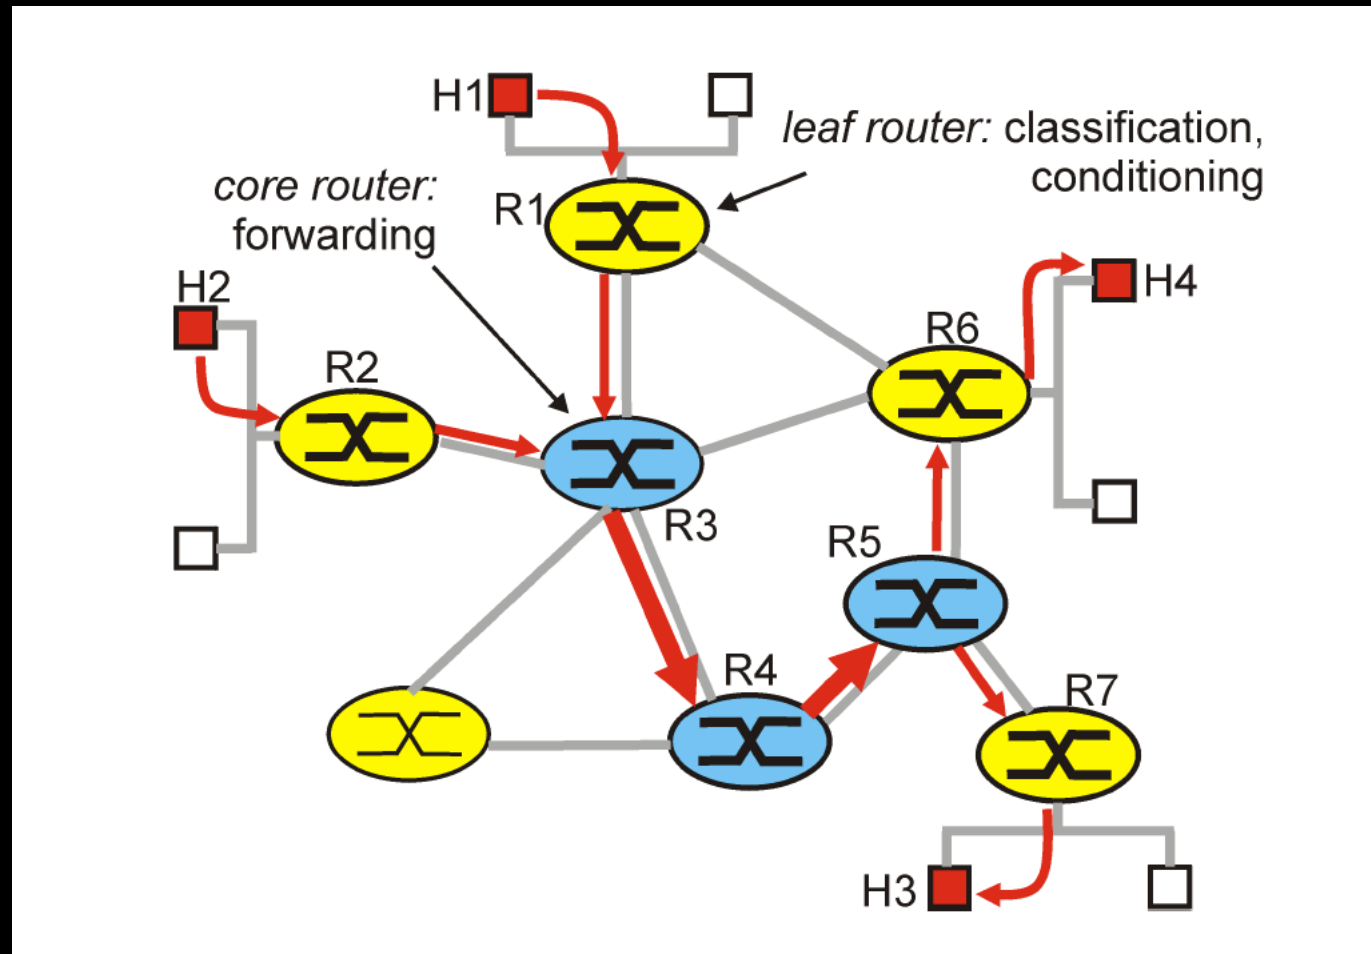 H1
leaf router: classification,
conditioning
core router:
forwarding
R1
H2
H4
R6
R2
R3
R5
R4
R7
H3